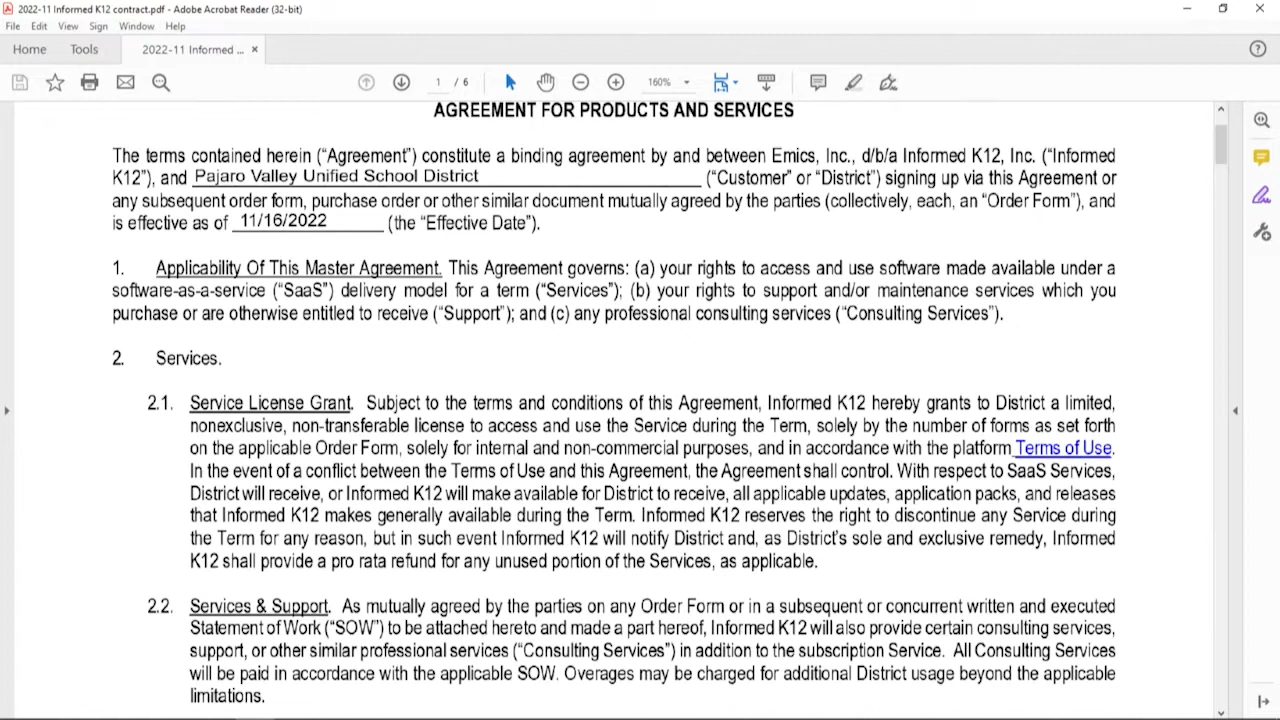 2022-11 Informed K12 contract.pdf - Adobe Acrobat Reader (32-bit)
File Edit View Sign Window Help
Home Tools 2022-11 Informed ... ×
1 / 6 160%
AGREEMENT FOR PRODUCTS AND SERVICES
The terms contained herein (“Agreement”) constitute a binding agreement by and between Emics, Inc., d/b/a Informed K12, Inc. (“Informed
K12”), and Pajaro Valley Unified School District (“Customer” or “District”) signing up via this Agreement or
any subsequent order form, purchase order or other similar document mutually agreed by the parties (collectively, each, an “Order Form”), and
is effective as of 11/16/2022 (the “Effective Date”).
1. Applicability Of This Master Agreement. This Agreement governs: (a) your rights to access and use software made available under a
software-as-a-service (“SaaS”) delivery model for a term (“Services”); (b) your rights to support and/or maintenance services which you
purchase or are otherwise entitled to receive (“Support”); and (c) any professional consulting services (“Consulting Services”).
2. Services.
2.1. Service License Grant. Subject to the terms and conditions of this Agreement, Informed K12 hereby grants to District a limited,
nonexclusive, non-transferable license to access and use the Service during the Term, solely by the number of forms as set forth
on the applicable Order Form, solely for internal and non-commercial purposes, and in accordance with the platform Terms of Use.
In the event of a conflict between the Terms of Use and this Agreement, the Agreement shall control. With respect to SaaS Services,
District will receive, or Informed K12 will make available for District to receive, all applicable updates, application packs, and releases
that Informed K12 makes generally available during the Term. Informed K12 reserves the right to discontinue any Service during
the Term for any reason, but in such event Informed K12 will notify District and, as District’s sole and exclusive remedy, Informed
K12 shall provide a pro rata refund for any unused portion of the Services, as applicable.
2.2. Services & Support. As mutually agreed by the parties on any Order Form or in a subsequent or concurrent written and executed
Statement of Work (“SOW”) to be attached hereto and made a part hereof, Informed K12 will also provide certain consulting services,
support, or other similar professional services (“Consulting Services”) in addition to the subscription Service. All Consulting Services
will be paid in accordance with the applicable SOW. Overages may be charged for additional District usage beyond the applicable
limitations.